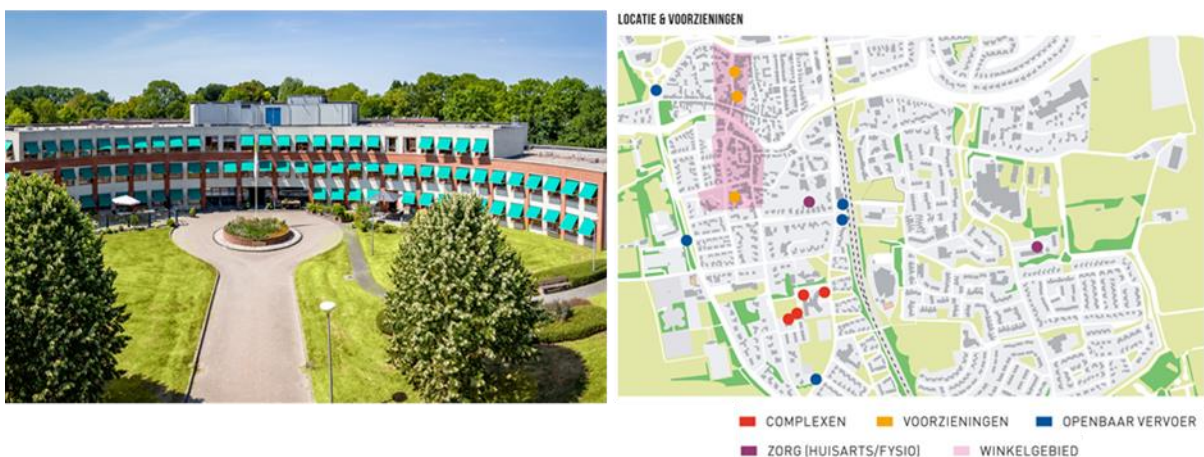 LOCATIE & VOORZIENINGEN
COMPLEXEN
VOORZIENINGEN
OPENBAAR VERVOER
ZORG (HUISARTS/FYSIO)
WINKELGEBIED